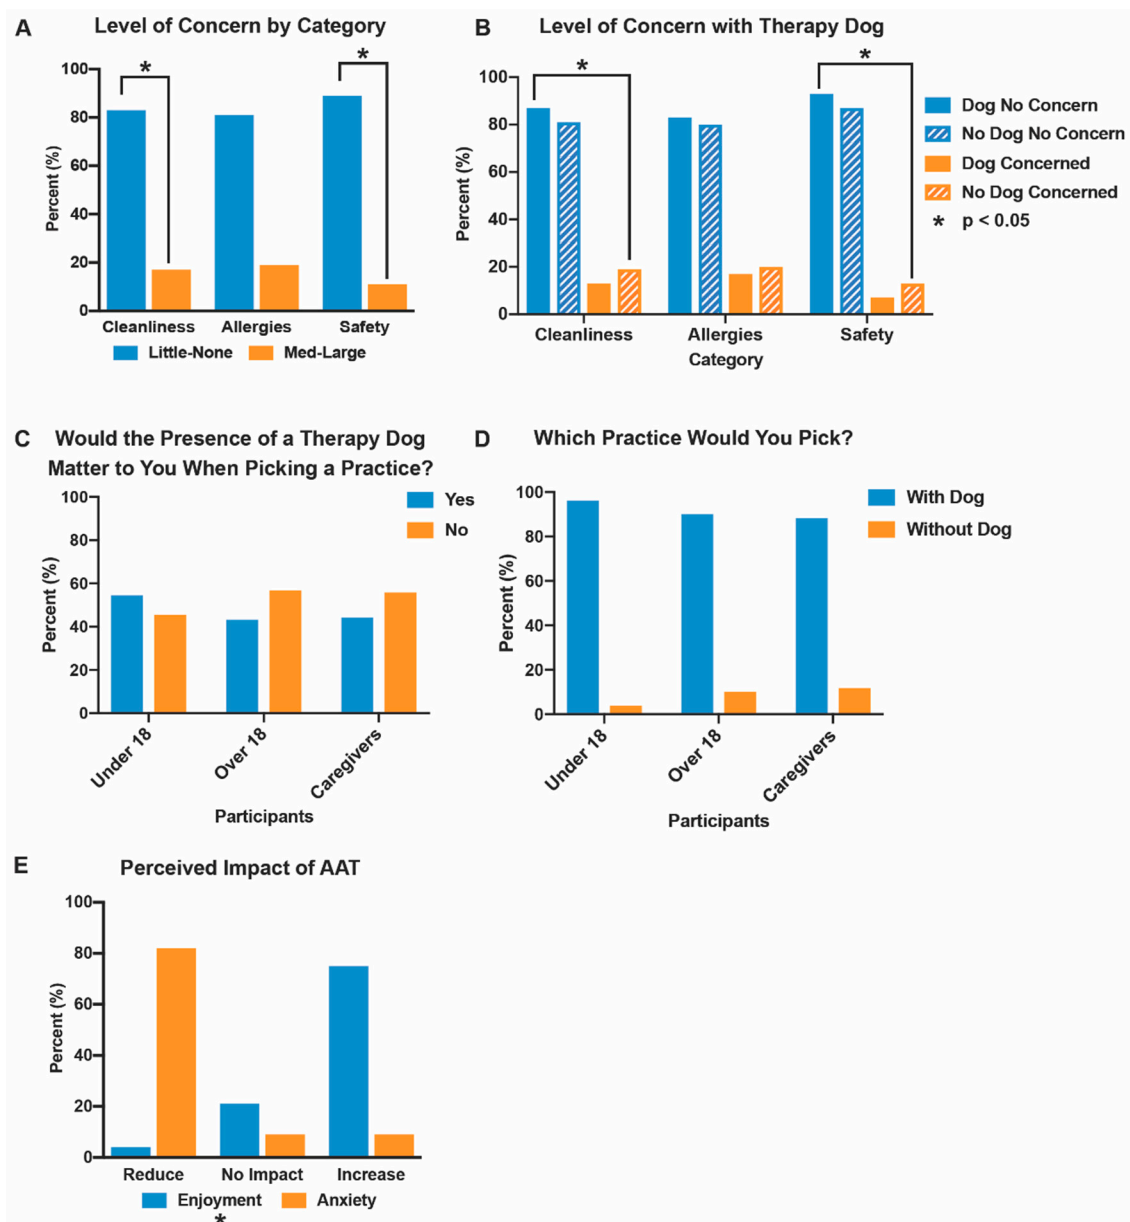 A Level of Concern by Category
*
*
100
80
60
40
20
0
Percent (%)
Cleanliness Allergies Safety
Little-None Med-Large
B Level of Concern with Therapy Dog
*
*
100
80
60
40
20
0
Percent (%)
Cleanliness Allergies Safety
Category
Dog No Concern
No Dog No Concern
Dog Concerned
No Dog Concerned
* p < 0.05
C Would the Presence of a Therapy Dog
Matter to You When Picking a Practice?
100
80
60
40
20
0
Percent (%)
Yes
No
Under 18 Over 18 Caregivers
Participants
D Which Practice Would You Pick?
100
80
60
40
20
0
Percent (%)
With Dog
Without Dog
Under 18 Over 18 Caregivers
Participants
E Perceived Impact of AAT
100
80
60
40
20
0
Percent (%)
Reduce No Impact Increase
Enjoyment Anxiety
*